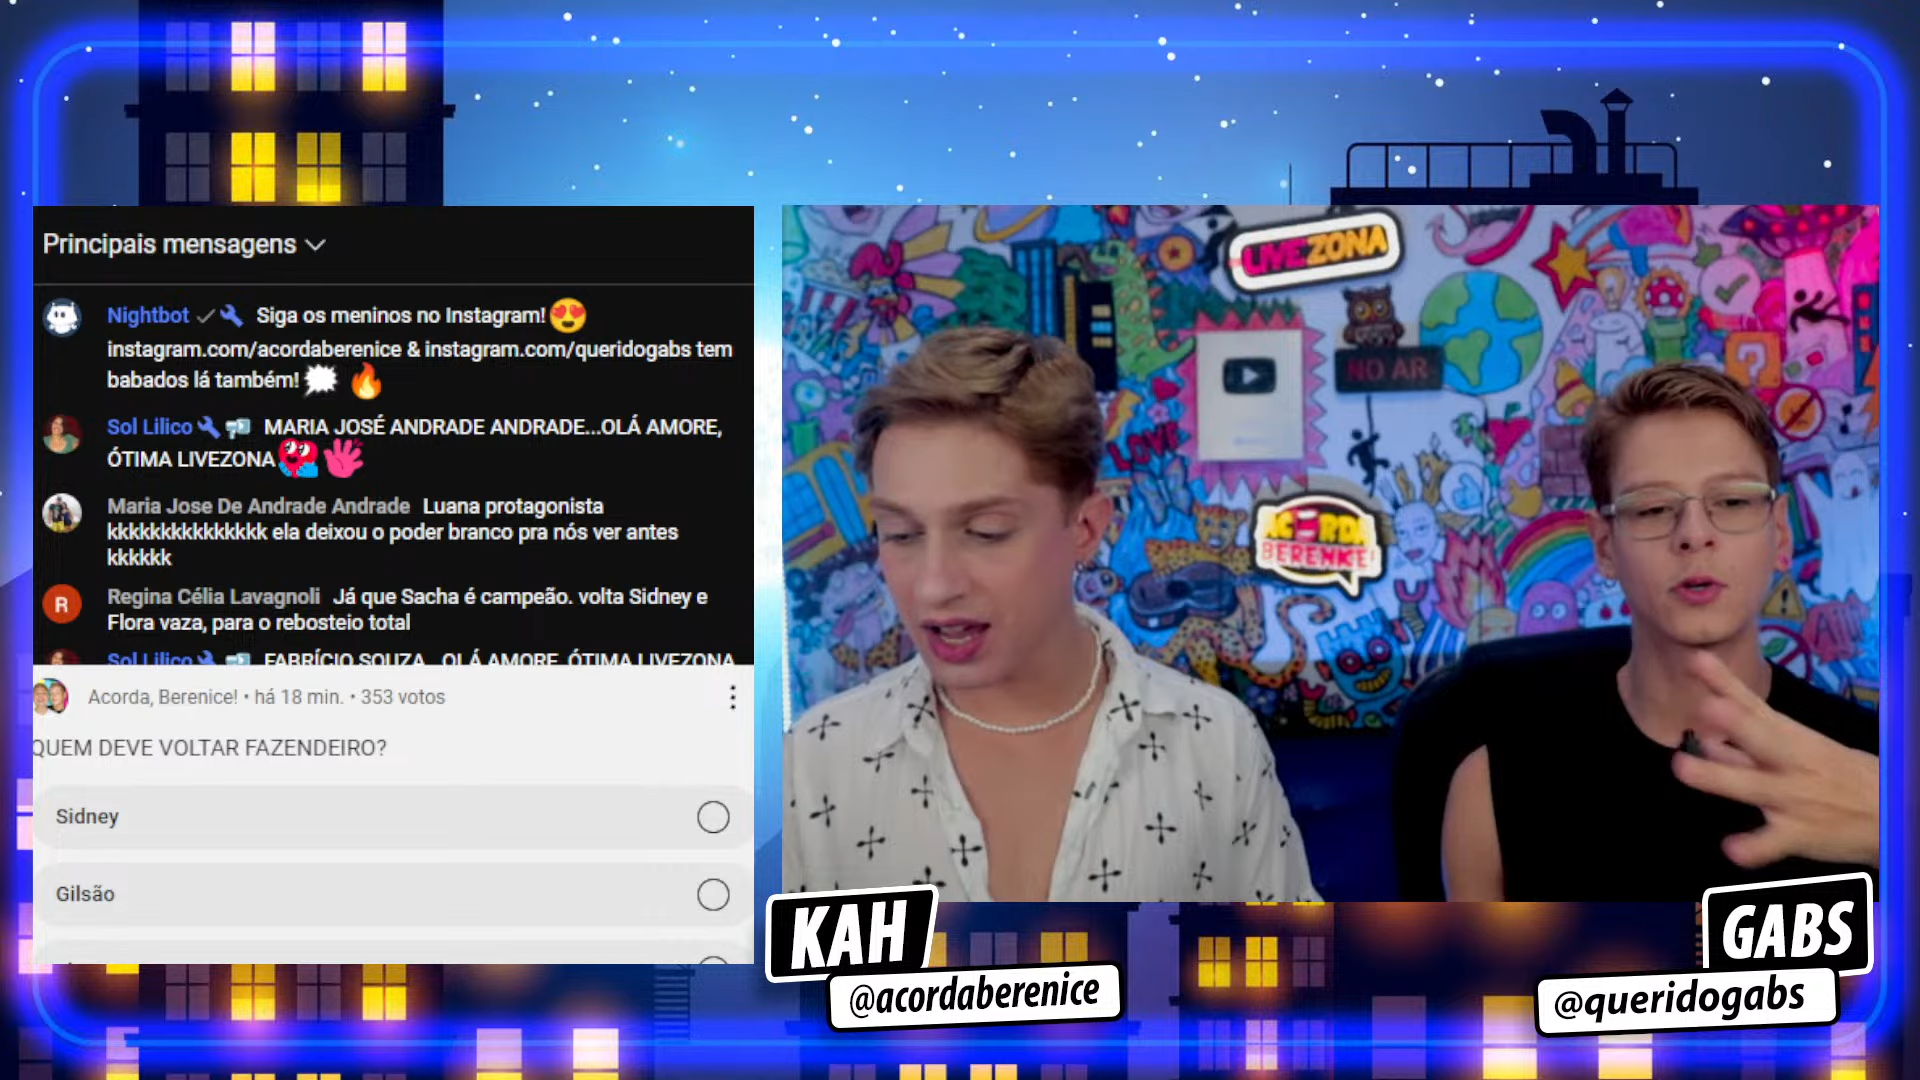 Principais mensagens
Nightbot Siga os meninos no Instagram!
instagram.com/acordaberenice & instagram.com/queridogabs tem
babados lá também!
Sol Lilico MARIA JOSÉ ANDRADE ANDRADE...OLÁ AMORE,
ÓTIMA LIVEZONA
Maria Jose De Andrade Andrade Luana protagonista
kkkkkkkkkkkkkkk ela deixou o poder branco pra nós ver antes
kkkkkk
R
Regina Célia Lavagnoli Já que Sacha é campeão. volta Sidney e
Flora vaza, para o rebosteio total
Sol Lilico FABRÍCIO SOUZA...OLÁ AMORE, ÓTIMA LIVEZONA
Acorda, Berenice! • há 18 min. • 353 votos
QUEM DEVE VOLTAR FAZENDEIRO?
Sidney
Gilsão
LIVEZONA
NO AR
LOVE
ACORDA
BERENICE!
KAH
@acordaberenice
GABS
@queridogabs